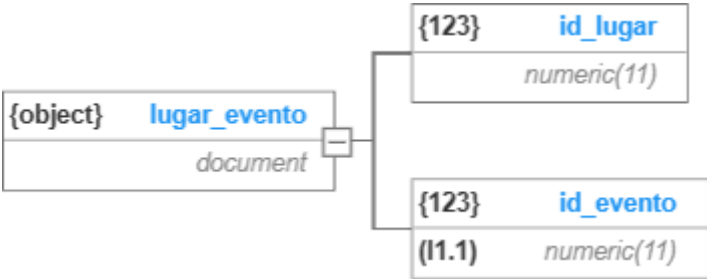 {123} id_lugar
numeric(11)
{object} lugar_evento
document
{123} id_evento
(I1.1) numeric(11)